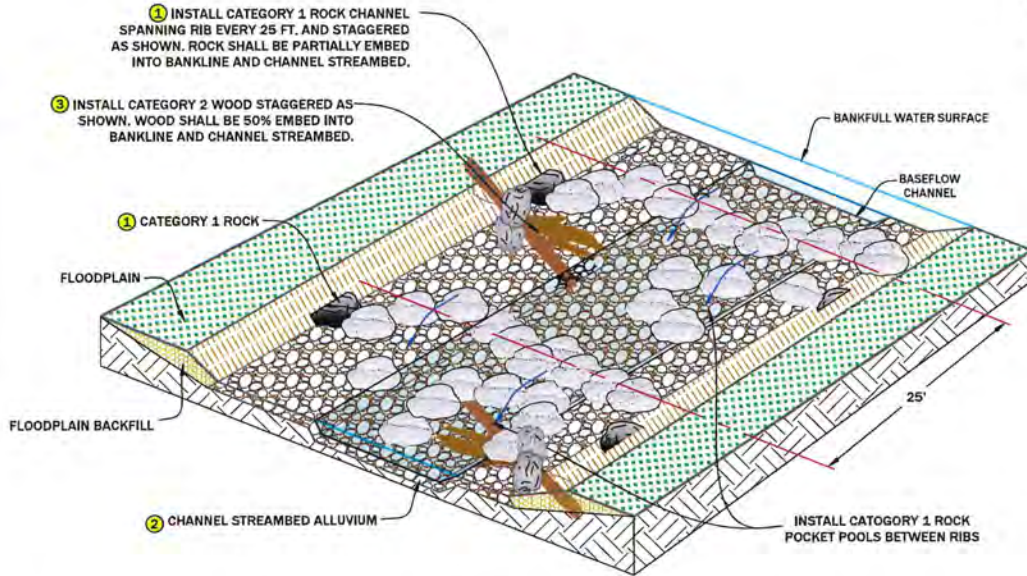 1 INSTALL CATEGORY 1 ROCK CHANNEL
SPANNING RIB EVERY 25 FT. AND STAGGERED
AS SHOWN. ROCK SHALL BE PARTIALLY EMBED
INTO BANKLINE AND CHANNEL STREAMBED.
3 INSTALL CATEGORY 2 WOOD STAGGERED AS
SHOWN. WOOD SHALL BE 50% EMBED INTO
BANKLINE AND CHANNEL STREAMBED.
BANKFULL WATER SURFACE
BASEFLOW
CHANNEL
1 CATEGORY 1 ROCK
FLOODPLAIN
25'
FLOODPLAIN BACKFILL
2 CHANNEL STREAMBED ALLUVIUM
INSTALL CATOGORY 1 ROCK
POCKET POOLS BETWEEN RIBS